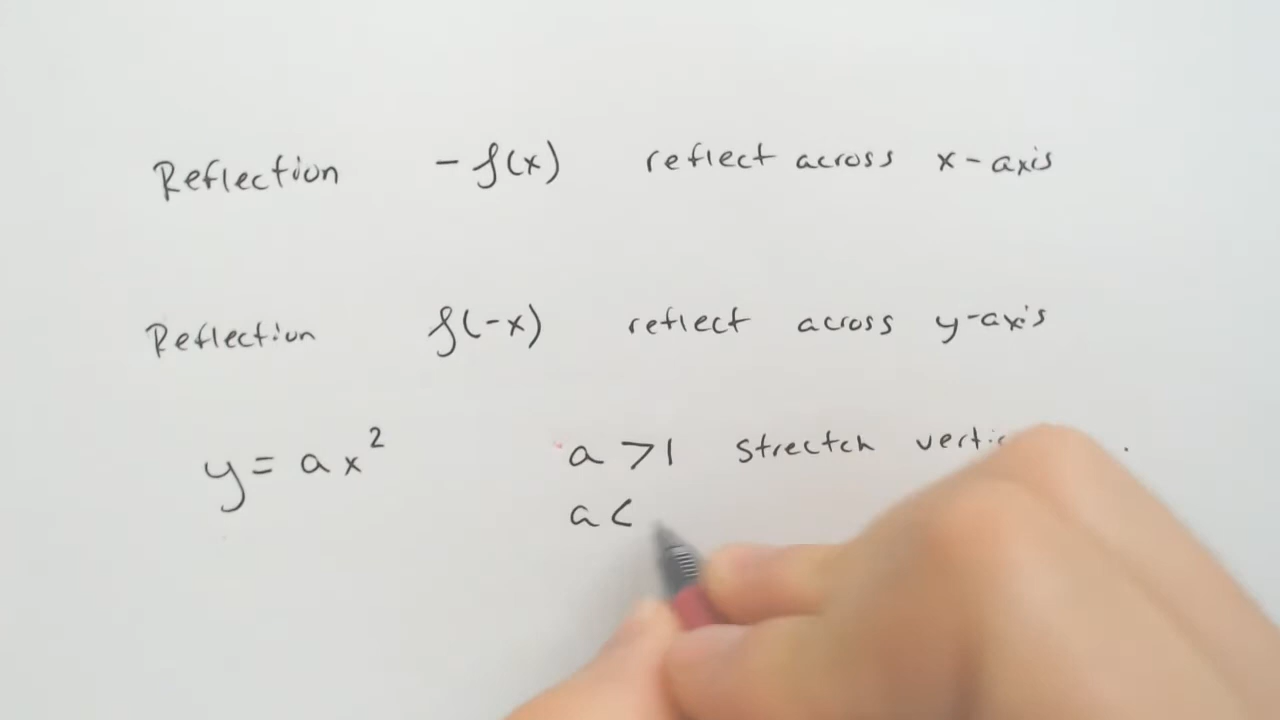 Reflection -f(x) reflect across x-axis
Reflection f(-x) reflect across y-axis
y = ax² a >1 stretch
a <